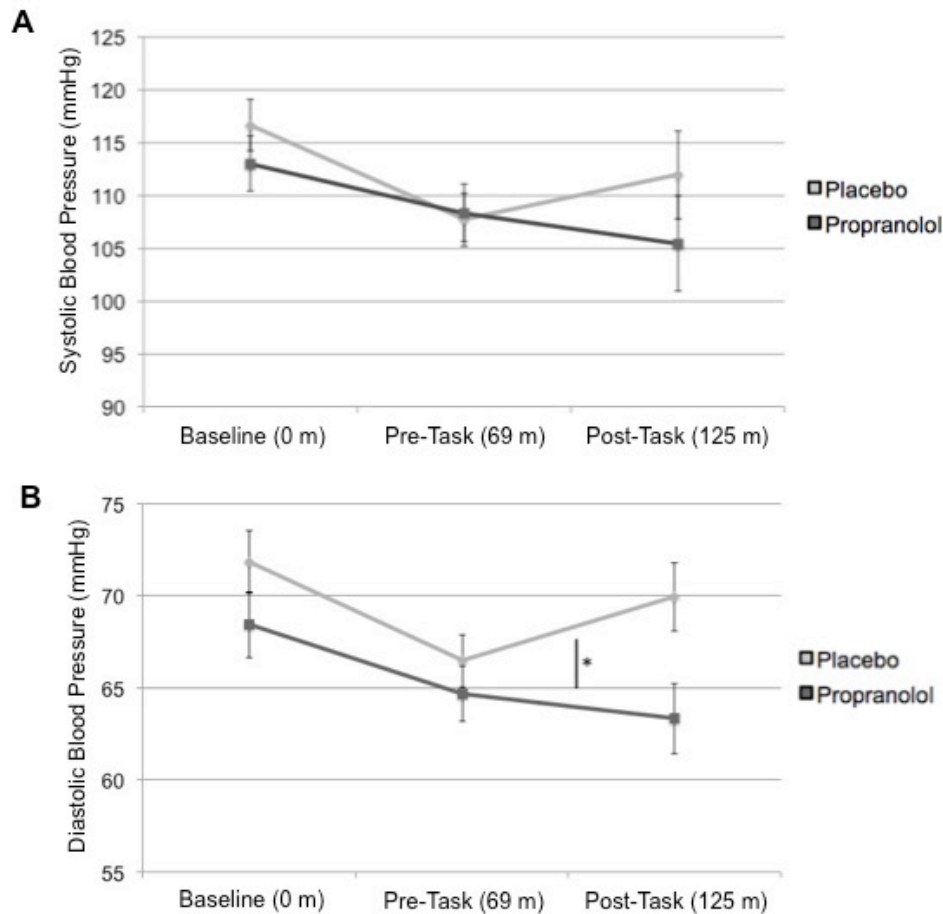 A
Systolic Blood Pressure (mmHg)
125
120
115
110
105
100
95
90
Baseline (0 m)
Pre-Task (69 m)
Post-Task (125 m)
Placebo
Propranolol
B
Diastolic Blood Pressure (mmHg)
75
70
65
60
55
*
Baseline (0 m)
Pre-Task (69 m)
Post-Task (125 m)
Placebo
Propranolol